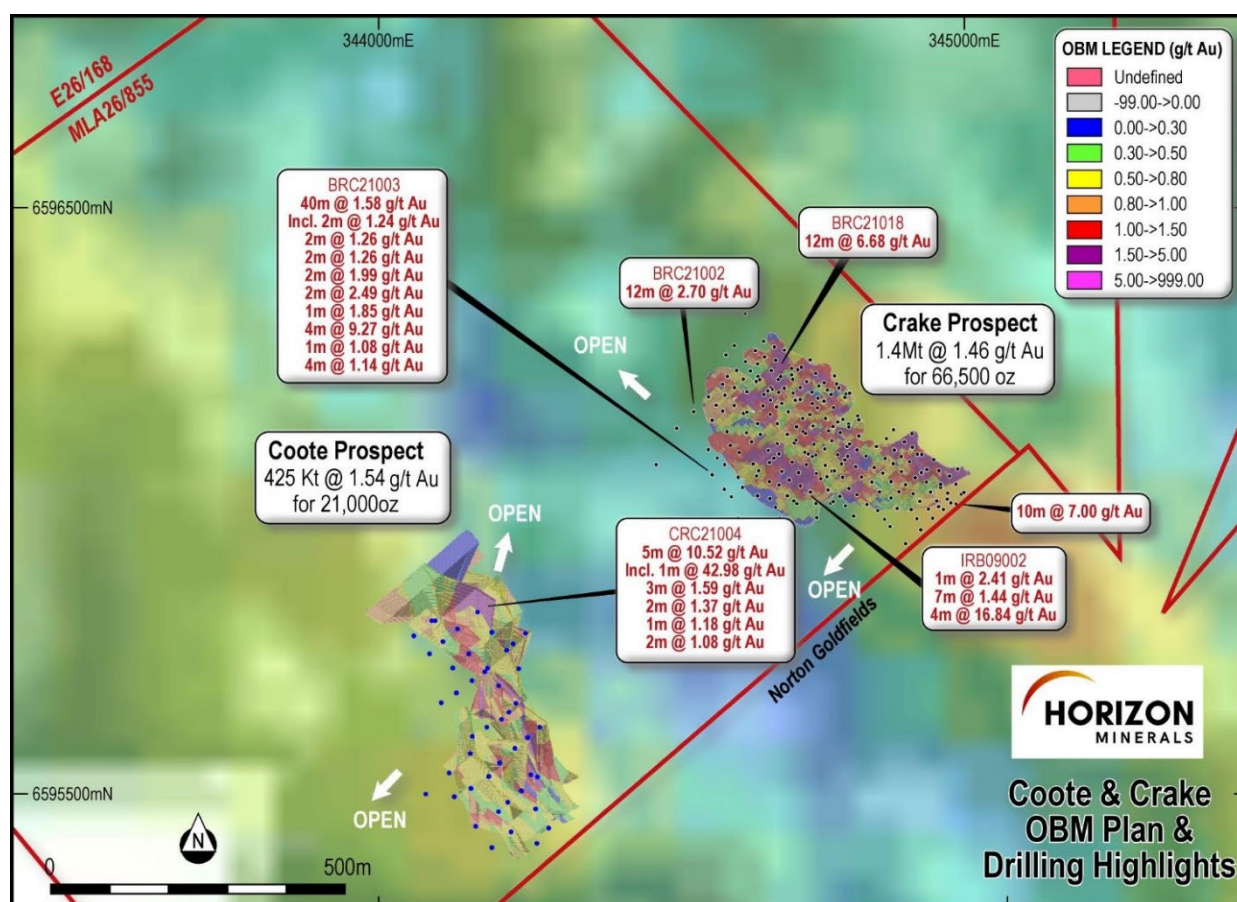 344000mE
345000mE
E26/168
MLA26/855
OBM LEGEND (g/t Au)
Undefined
-99.00->0.00
0.00->0.30
0.30->0.50
0.50->0.80
0.80->1.00
1.00->1.50
1.50->5.00
5.00->999.00
6596500mN
BRC21003
40m @ 1.58 g/t Au
Incl. 2m @ 1.24 g/t Au
2m @ 1.26 g/t Au
2m @ 1.26 g/t Au
2m @ 1.99 g/t Au
2m @ 2.49 g/t Au
1m @ 1.85 g/t Au
4m @ 9.27 g/t Au
1m @ 1.08 g/t Au
4m @ 1.14 g/t Au
BRC21018
12m @ 6.68 g/t Au
BRC21002
12m @ 2.70 g/t Au
OPEN
Crake Prospect
1.4Mt @ 1.46 g/t Au
for 66,500 oz
Coote Prospect
425 Kt @ 1.54 g/t Au
for 21,000oz
OPEN
CRC21004
5m @ 10.52 g/t Au
Incl. 1m @ 42.98 g/t Au
3m @ 1.59 g/t Au
2m @ 1.37 g/t Au
1m @ 1.18 g/t Au
2m @ 1.08 g/t Au
10m @ 7.00 g/t Au
OPEN
IRB09002
1m @ 2.41 g/t Au
7m @ 1.44 g/t Au
4m @ 16.84 g/t Au
Norton Goldfields
HORIZON
MINERALS
6595500mN
OPEN
Coote & Crake
OBM Plan &
Drilling Highlights
N
0
500m